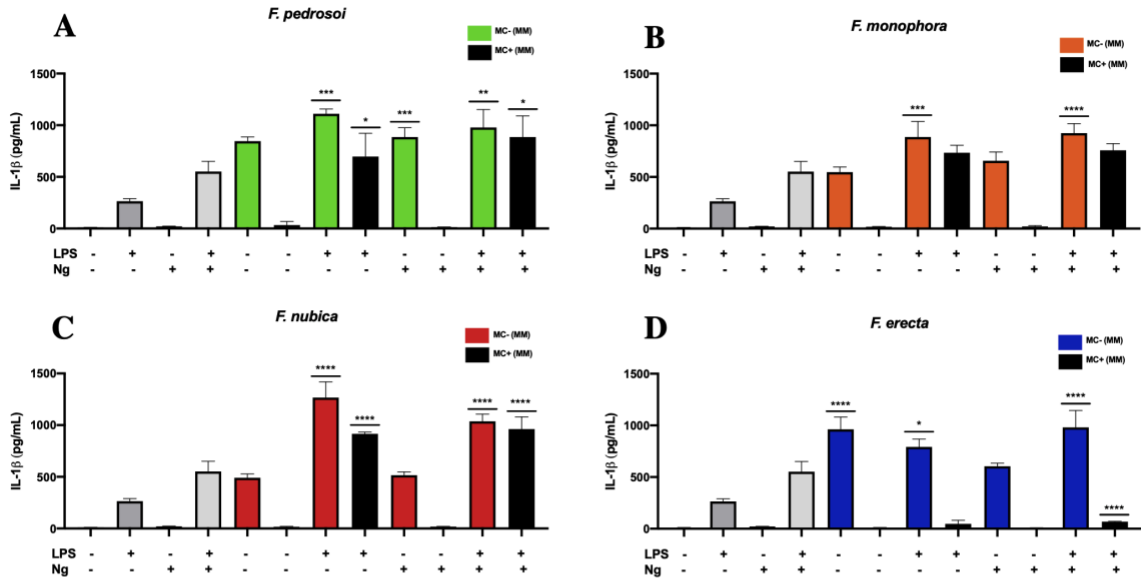 A
F. pedrosoi
MC- (MM)
MC+ (MM)
IL-1β (pg/mL)
1500
1000
500
0
*** * *** ** *
LPS - + - + - - + + - - + +
Ng - - + + - - - - + + + +
B
F. monophora
MC- (MM)
MC+ (MM)
IL-1β (pg/mL)
1500
1000
500
0
*** ****
LPS - + - + - - + + - - + +
Ng - - + + - - - - + + + +
C
F. nubica
MC- (MM)
MC+ (MM)
IL-1β (pg/mL)
1500
1000
500
0
**** **** **** ****
LPS - + - + - - + + - - + +
Ng - - + + - - - - + + + +
D
F. erecta
MC- (MM)
MC+ (MM)
IL-1β (pg/mL)
1500
1000
500
0
**** * **** ****
LPS - + - + - - + + - - + +
Ng - - + + - - - - + + + +